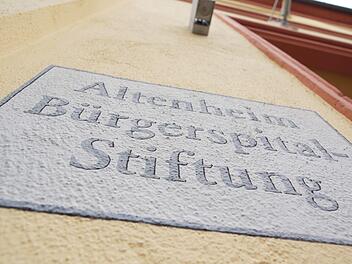 Altenheim
Bürgerspital-
Stiftung